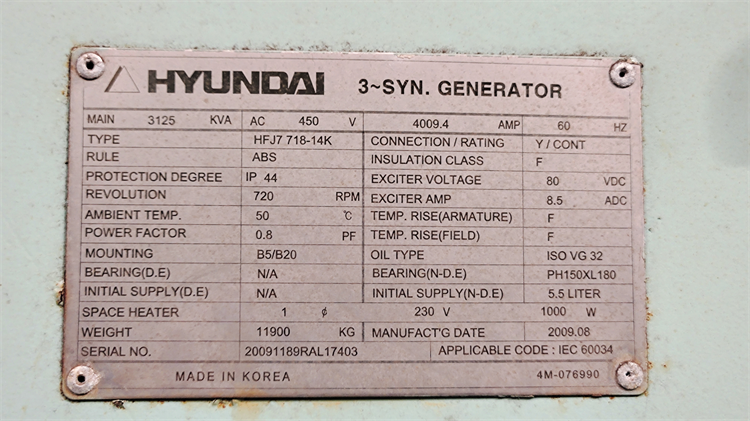 HYUNDAI 3~SYN. GENERATOR
MAIN 3125 KVA AC 450 V 4009.4 AMP 60 HZ
TYPE HFJ7 718-14K CONNECTION / RATING Y / CONT
RULE ABS INSULATION CLASS F
PROTECTION DEGREE IP 44 EXCITER VOLTAGE 80 VDC
REVOLUTION 720 RPM EXCITER AMP 8.5 ADC
AMBIENT TEMP. 50 ℃ TEMP. RISE(ARMATURE) F
POWER FACTOR 0.8 PF TEMP. RISE(FIELD) F
MOUNTING B5/B20 OIL TYPE ISO VG 32
BEARING(D.E) N/A BEARING(N-D.E) PH150XL180
INITIAL SUPPLY(D.E) N/A INITIAL SUPPLY(N-D.E) 5.5 LITER
SPACE HEATER 1 ø 230 V 1000 W
WEIGHT 11900 KG MANUFACT'G DATE 2009.08
SERIAL NO. 20091189RAL17403 APPLICABLE CODE : IEC 60034
MADE IN KOREA 4M-076990